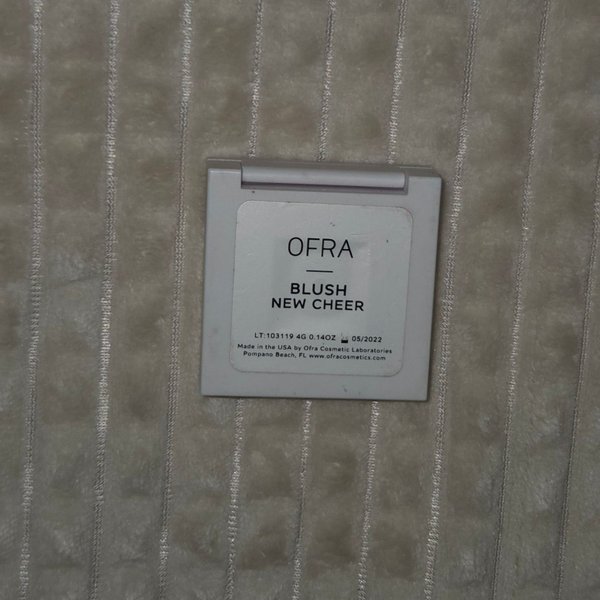 OFRA
BLUSH
NEW CHEER
LT:103119 4G 0.14OZ 05/2022
Made in the USA by Ofra Cosmetic Laboratories
Pompano Beach, FL www.ofracosmetics.com